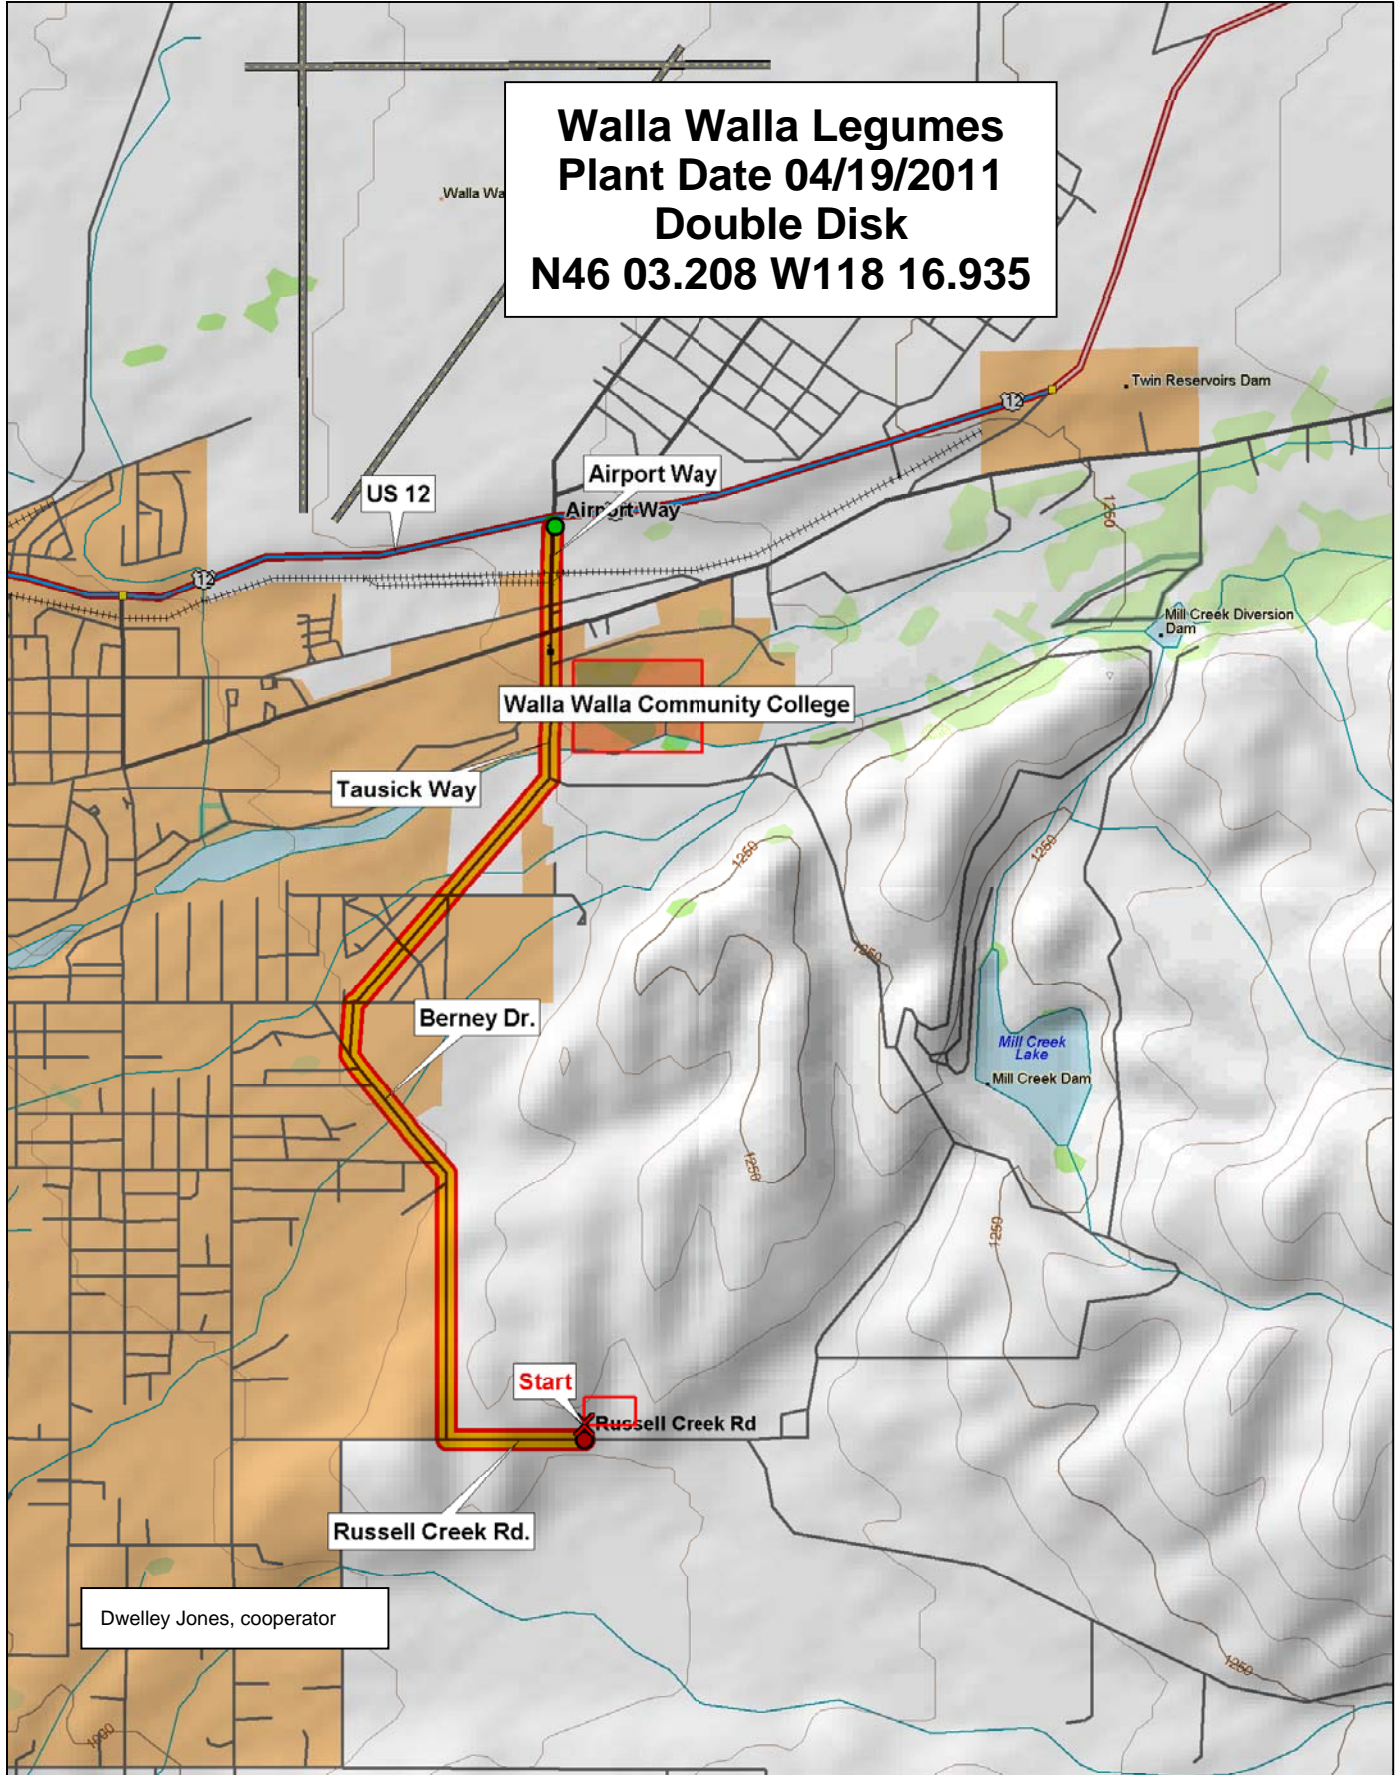 Walla Walla Legumes
Plant Date 04/19/2011
Double Disk
N46 03.208 W118 16.935
Walla Wa
Twin Reservoirs Dam
12
Airport Way
US 12
Airport Way
1250
12
Mill Creek Diversion
Dam
Walla Walla Community College
Tausick Way
1250
1250
1250
Berney Dr.
Mill Creek
Lake
Mill Creek Dam
1250
1250
Start
Russell Creek Rd
Russell Creek Rd.
Dwelley Jones, cooperator
1250
1000